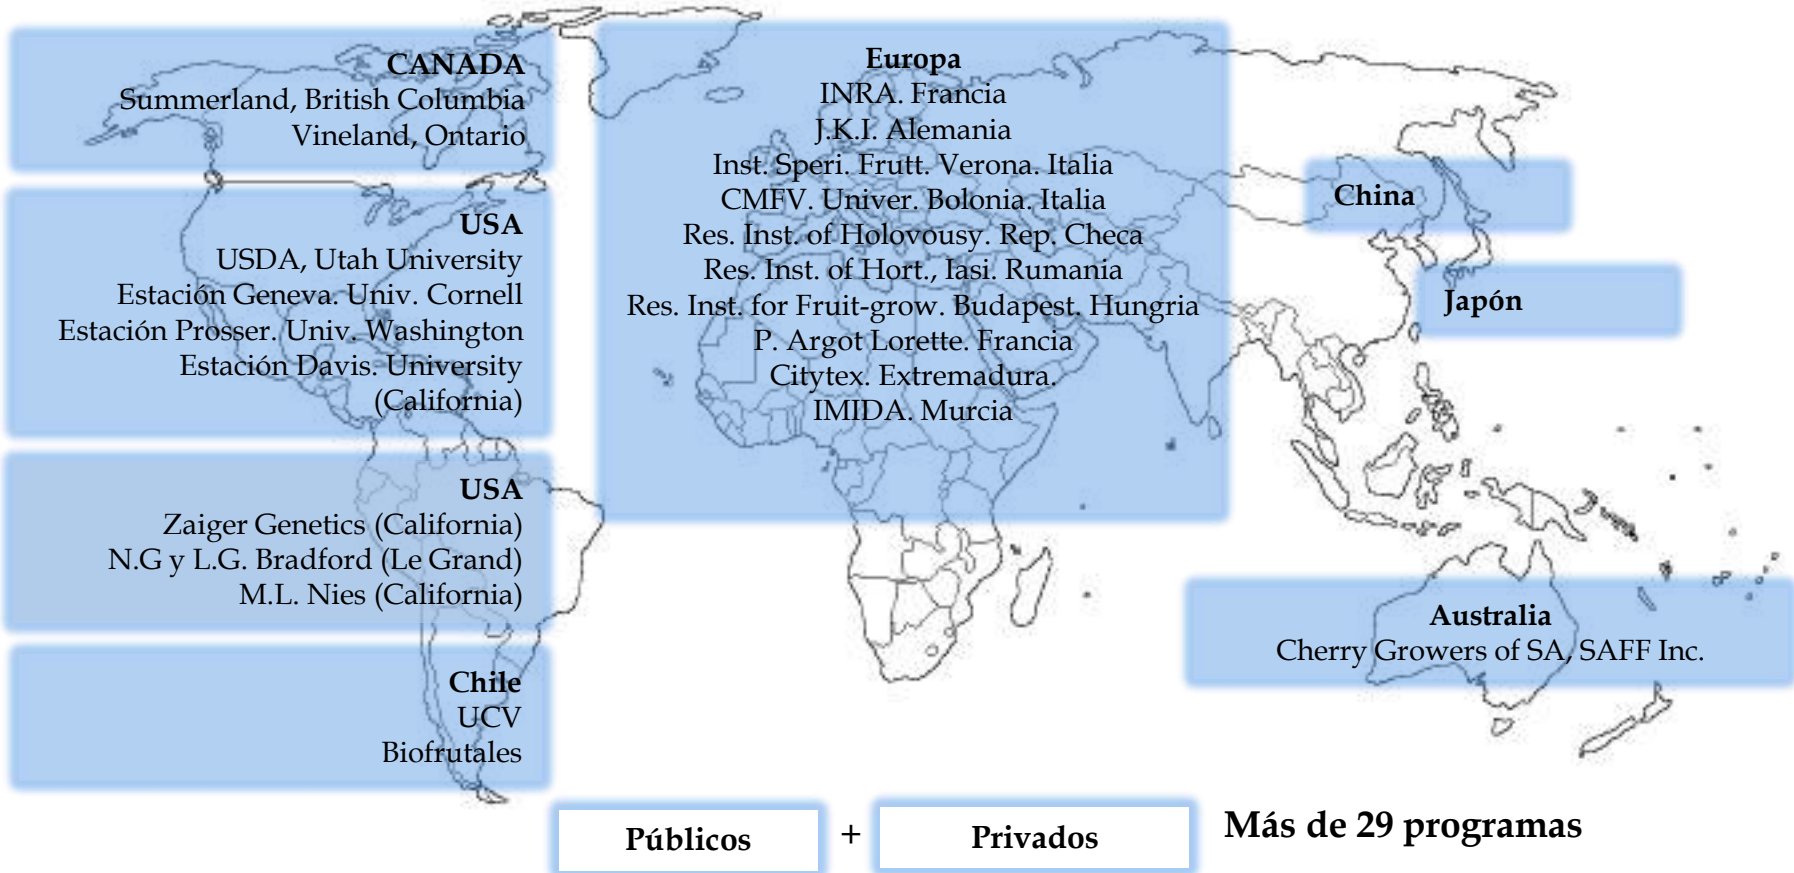 CANADA
Summerland, British Columbia
Vineland, Ontario
USA
USDA, Utah University
Estación Geneva. Univ. Cornell
Estación Prosser. Univ. Washington
Estación Davis. University
(California)
USA
Zaiger Genetics (California)
N.G y L.G. Bradford (Le Grand)
M.L. Nies (California)
Chile
UCV
Biofrutales
Europa
INRA. Francia
J.K.I. Alemania
Inst. Speri. Frutt. Verona. Italia
CMFV. Univer. Bolonia. Italia
Res. Inst. of Holovousy. Rep. Checa
Res. Inst. of Hort., Iasi. Rumania
Res. Inst. for Fruit-grow. Budapest. Hungria
P. Argot Lorette. Francia
Citytex. Extremadura.
IMIDA. Murcia
China
Japón
Australia
Cherry Growers of SA, SAFF Inc.
Públicos + Privados Más de 29 programas